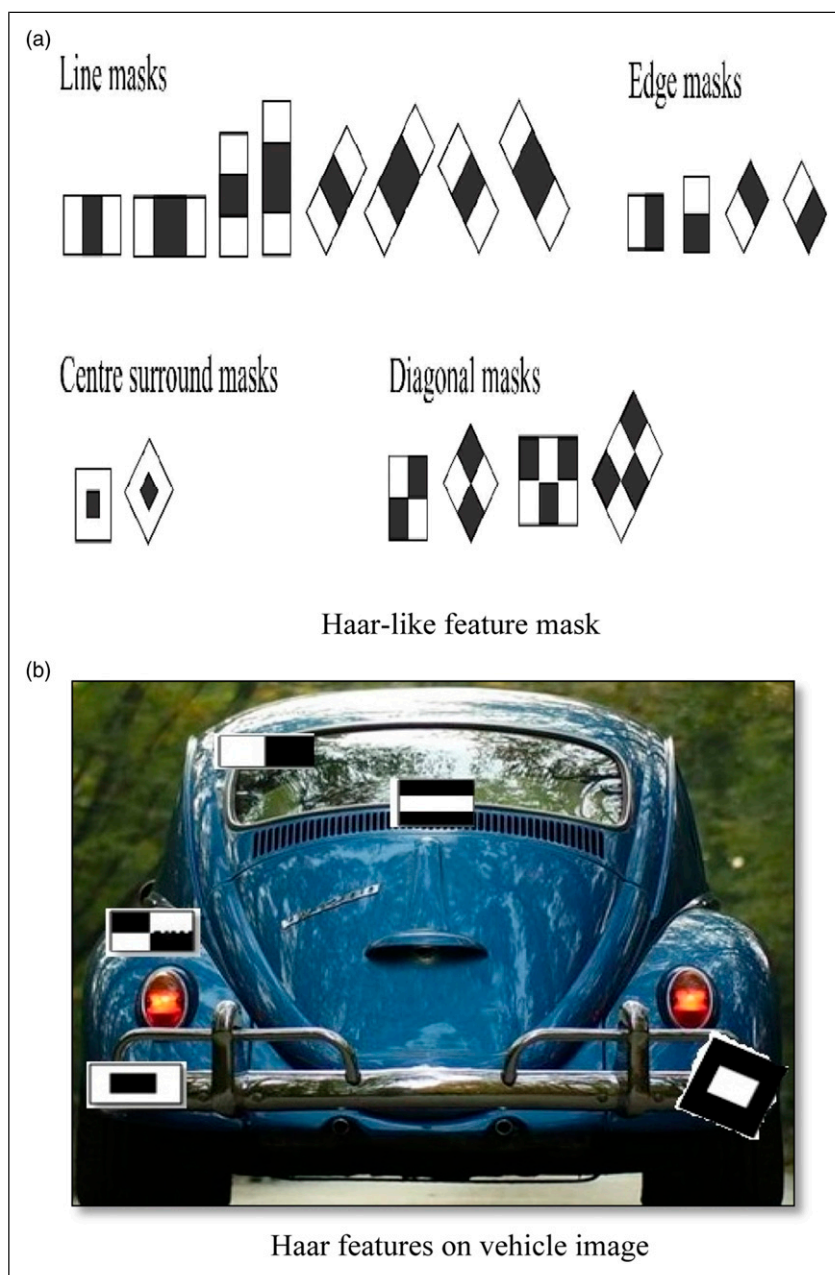 (a)
Line masks
Edge masks
Centre surround masks
Diagonal masks
Haar-like feature mask
(b)
Haar features on vehicle image